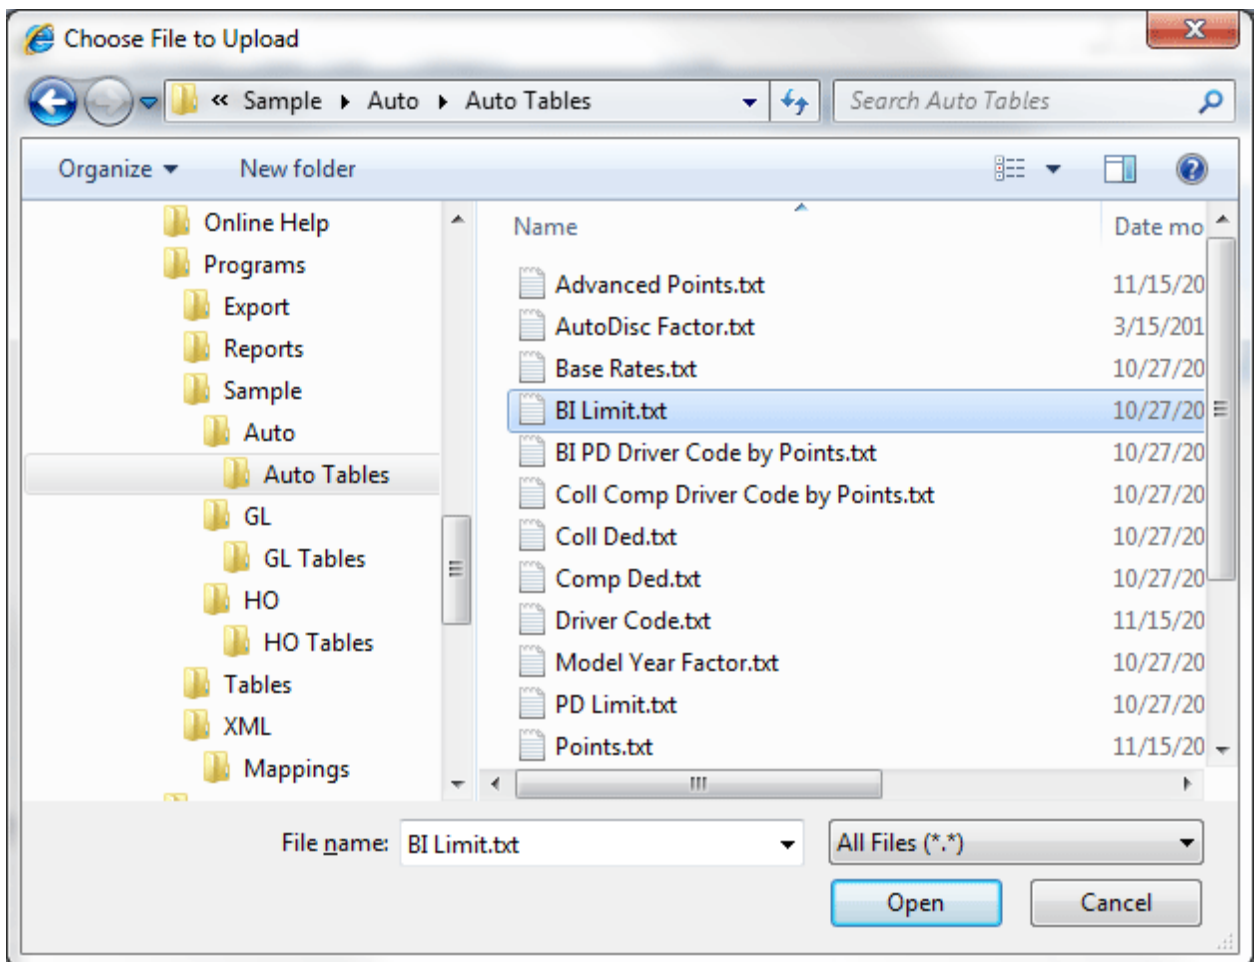 Choose File to Upload
« Sample Auto Auto Tables Search Auto Tables
Organize New folder
Online Help
Programs
Export
Reports
Sample
Auto
Auto Tables
GL
GL Tables
HO
HO Tables
Tables
XML
Mappings
Name Date mo
Advanced Points.txt 11/15/20
AutoDisc Factor.txt 3/15/201
Base Rates.txt 10/27/20
BI Limit.txt 10/27/20
BI PD Driver Code by Points.txt 10/27/20
Coll Comp Driver Code by Points.txt 10/27/20
Coll Ded.txt 10/27/20
Comp Ded.txt 10/27/20
Driver Code.txt 11/15/20
Model Year Factor.txt 10/27/20
PD Limit.txt 10/27/20
Points.txt 11/15/20
File name: BI Limit.txt All Files (*.*)
Open Cancel